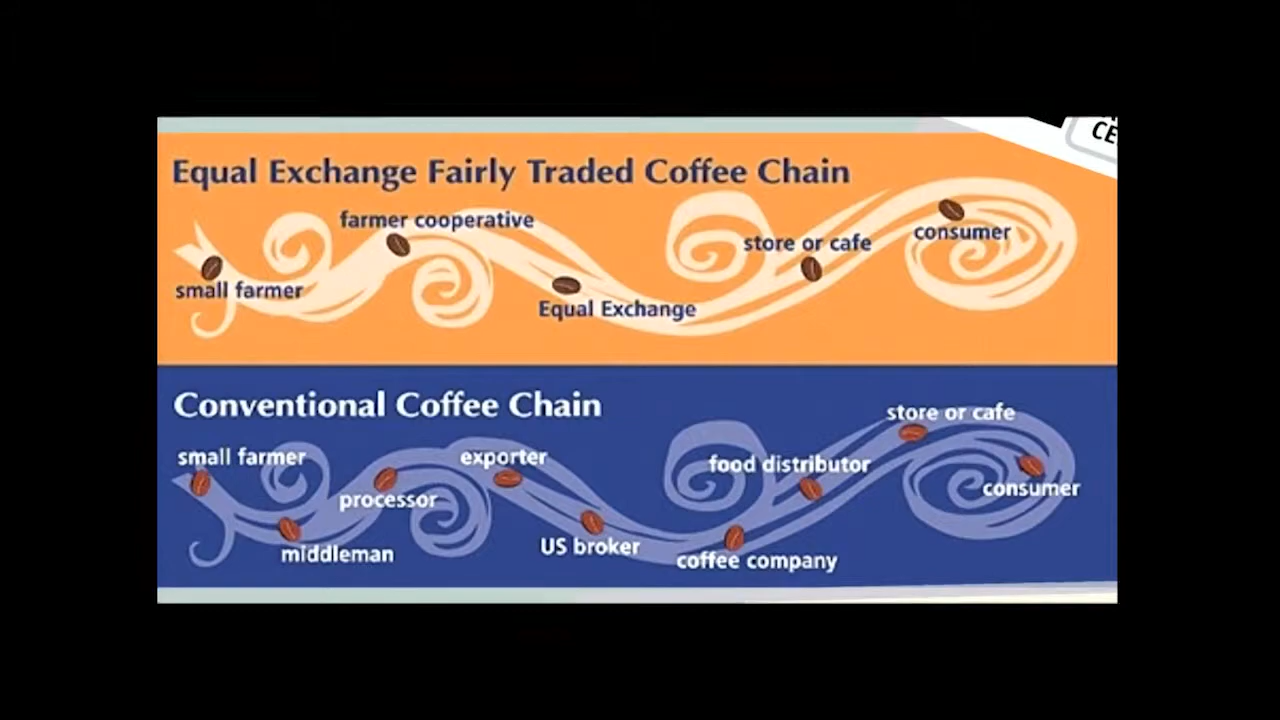 Equal Exchange Fairly Traded Coffee Chain
farmer cooperative
consumer
store or cafe
small farmer
Equal Exchange
Conventional Coffee Chain
store or cafe
small farmer
exporter
food distributor
consumer
processor
US broker
middleman
coffee company